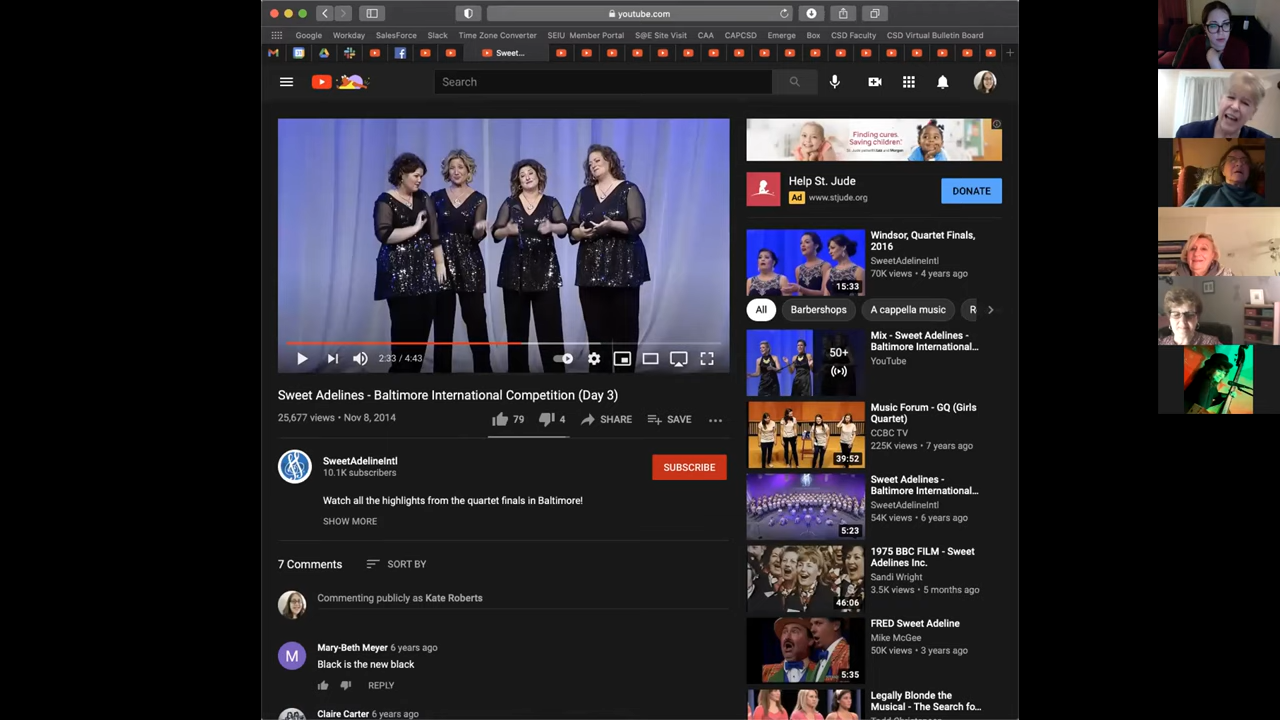 youtube.com
Google Workday SalesForce Slack Time Zone Converter SEIU Member Portal S@E Site Visit CAA CAPCSD Emerge Box CSD Faculty CSD Virtual Bulletin Board
Sweet...
Search
2:33 / 4:43
Sweet Adelines - Baltimore International Competition (Day 3)
25,677 views • Nov 8, 2014
79 4 SHARE SAVE
SweetAdelineIntl
10.1K subscribers
SUBSCRIBE
Watch all the highlights from the quartet finals in Baltimore!
SHOW MORE
7 Comments SORT BY
Commenting publicly as Kate Roberts
M
Mary-Beth Meyer 6 years ago
Black is the new black
REPLY
Claire Carter 6 years ago
Finding cures.
Saving children.
Help St. Jude
Ad www.stjude.org
DONATE
Windsor, Quartet Finals,
2016
SweetAdelineIntl
70K views • 4 years ago
15:33
All Barbershops A cappella music R
50+
Mix - Sweet Adelines -
Baltimore International...
YouTube
Music Forum - GQ (Girls
Quartet)
CCBC TV
225K views • 7 years ago
39:52
Sweet Adelines -
Baltimore International...
SweetAdelineIntl
54K views • 6 years ago
5:23
1975 BBC FILM - Sweet
Adelines Inc.
Sandi Wright
3.5K views • 5 months ago
46:06
FRED Sweet Adeline
Mike McGee
50K views • 3 years ago
5:35
Legally Blonde the
Musical - The Search fo...